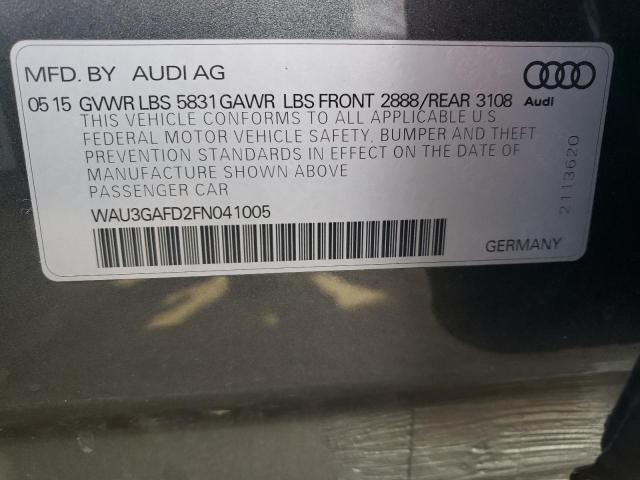 MFD. BY AUDI AG
05 15 GVWR LBS 5831 GAWR LBS FRONT 2888/REAR 3108
THIS VEHICLE CONFORMS TO ALL APPLICABLE U.S
FEDERAL MOTOR VEHICLE SAFETY, BUMPER AND THEFT
PREVENTION STANDARDS IN EFFECT ON THE DATE OF
MANUFACTURE SHOWN ABOVE
PASSENGER CAR
WAU3GAFD2FN041005
GERMANY
Audi
2113620